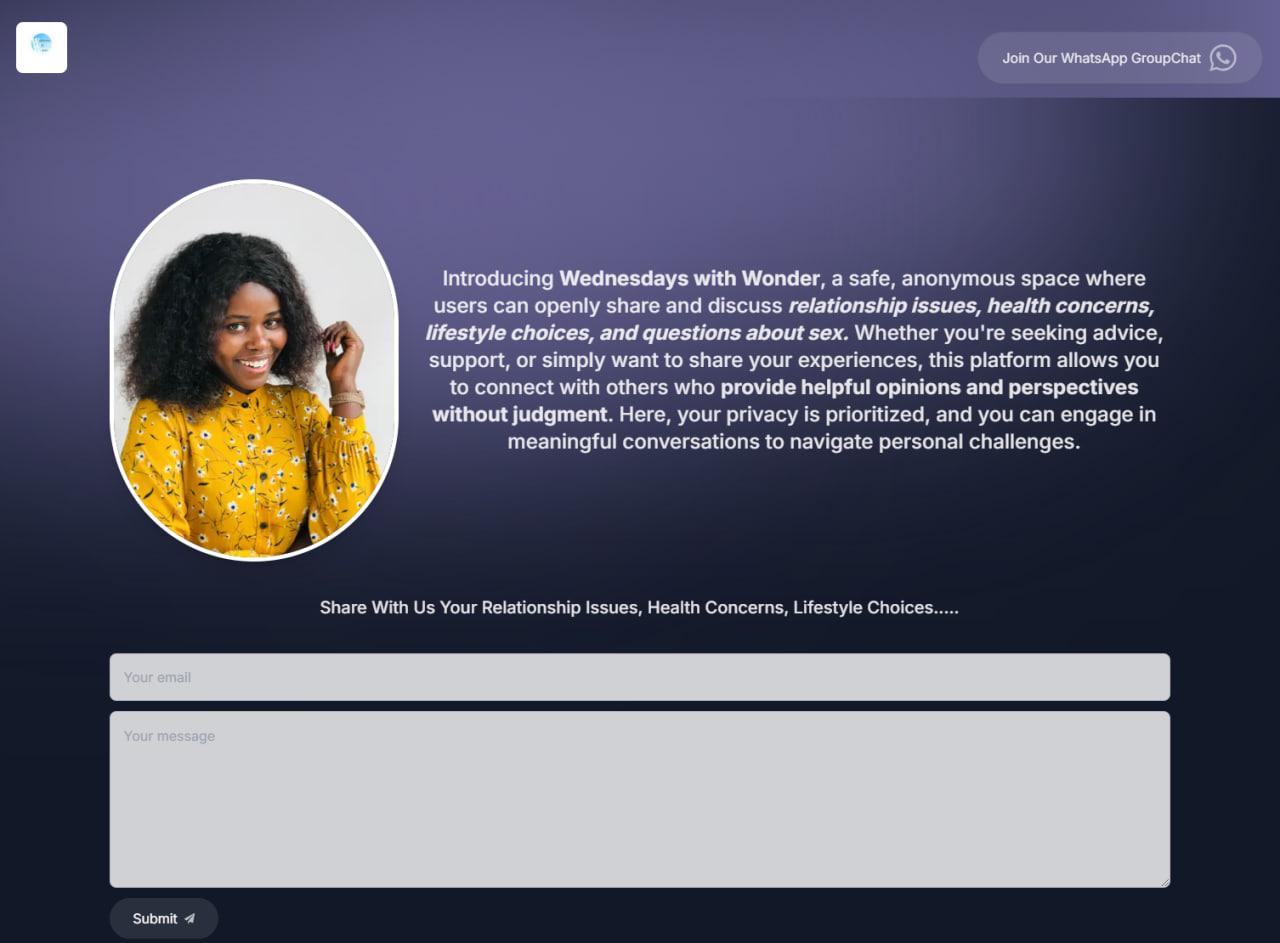 Join Our WhatsApp GroupChat
Introducing Wednesdays with Wonder, a safe, anonymous space where
users can openly share and discuss relationship issues, health concerns,
lifestyle choices, and questions about sex. Whether you're seeking advice,
support, or simply want to share your experiences, this platform allows you
to connect with others who provide helpful opinions and perspectives
without judgment. Here, your privacy is prioritized, and you can engage in
meaningful conversations to navigate personal challenges.
Share With Us Your Relationship Issues, Health Concerns, Lifestyle Choices.....
Your email
Your message
Submit